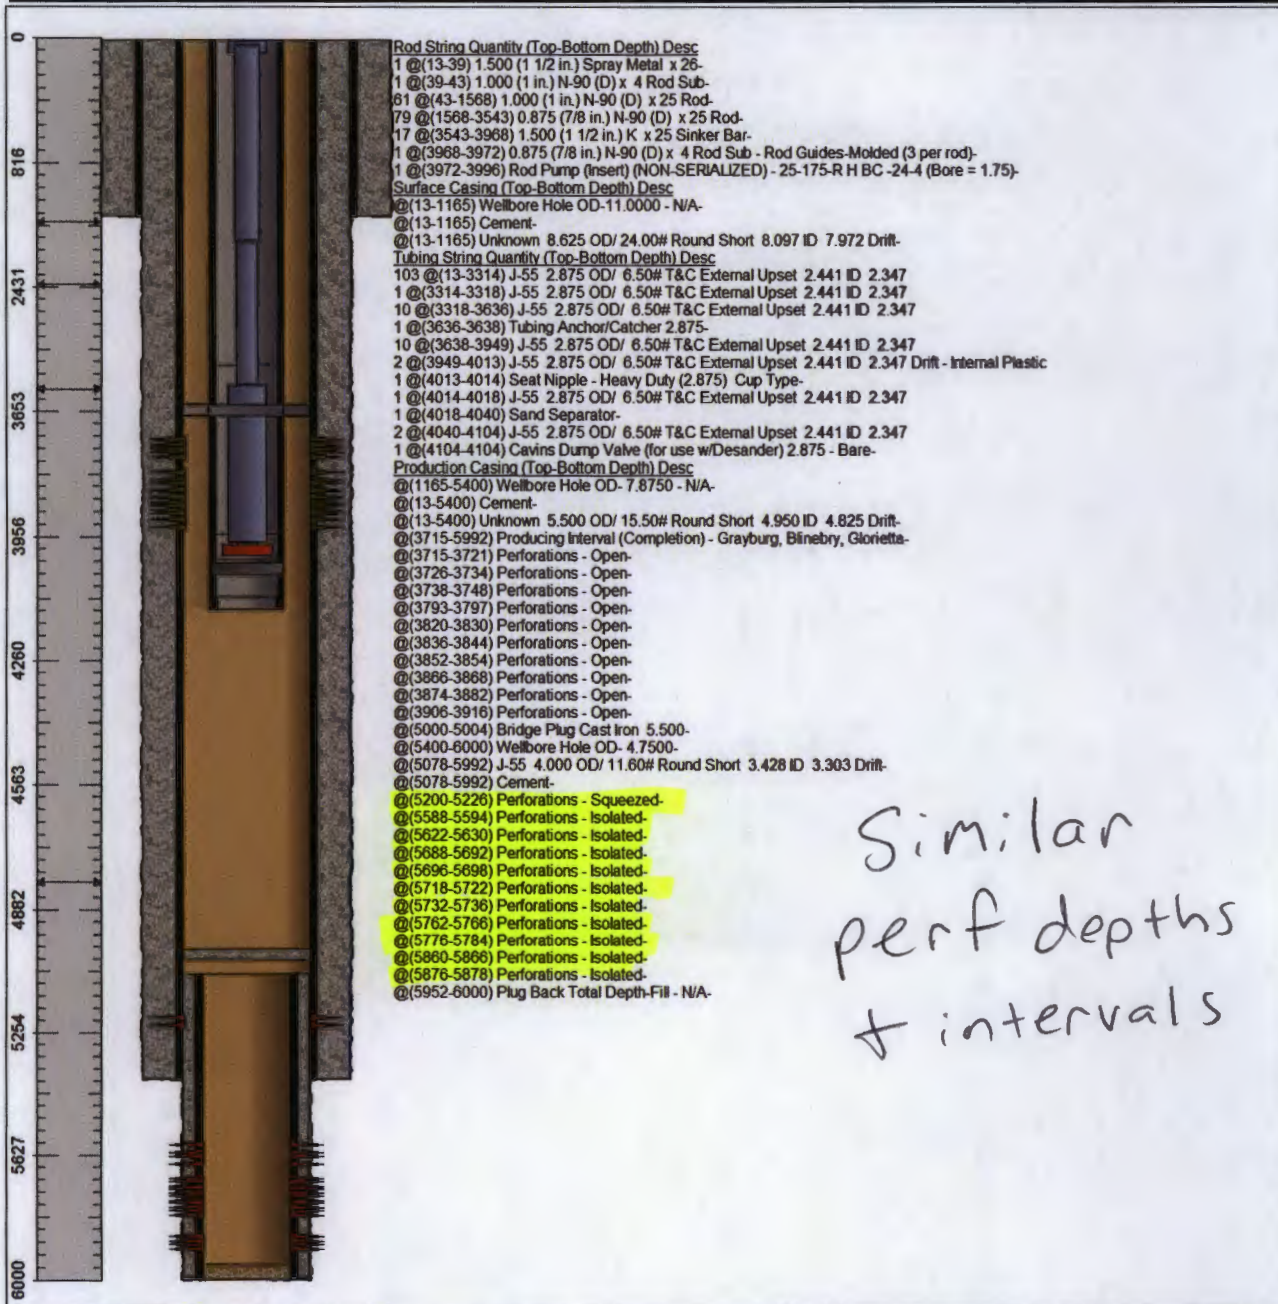 0
816
2431
3653
3956
4260
4563
4882
5254
5627
6000
Rod String Quantity (Top-Bottom Depth) Desc
1 @(13-39) 1.500 (1 1/2 in.) Spray Metal x 26-
1 @(39-43) 1.000 (1 in.) N-90 (D) x 4 Rod Sub-
61 @(43-1568) 1.000 (1 in.) N-90 (D) x 25 Rod-
79 @(1568-3543) 0.875 (7/8 in.) N-90 (D) x 25 Rod-
17 @(3543-3968) 1.500 (1 1/2 in.) K x 25 Sinker Bar-
1 @(3968-3972) 0.875 (7/8 in.) N-90 (D) x 4 Rod Sub - Rod Guides-Molded (3 per rod)-
1 @(3972-3996) Rod Pump (Insert) (NON-SERIALIZED) - 25-175-R H BC -24-4 (Bore = 1.75)-
Surface Casing (Top-Bottom Depth) Desc
@(13-1165) Wellbore Hole OD-11.0000 - N/A-
@(13-1165) Cement-
@(13-1165) Unknown 8.625 OD/ 24.00# Round Short 8.097 ID 7.972 Drift-
Tubing String Quantity (Top-Bottom Depth) Desc
103 @(13-3314) J-55 2.875 OD/ 6.50# T&C External Upset 2.441 ID 2.347
1 @(3314-3318) J-55 2.875 OD/ 6.50# T&C External Upset 2.441 ID 2.347
10 @(3318-3636) J-55 2.875 OD/ 6.50# T&C External Upset 2.441 ID 2.347
1 @(3636-3638) Tubing Anchor/Catcher 2.875-
10 @(3638-3949) J-55 2.875 OD/ 6.50# T&C External Upset 2.441 ID 2.347
2 @(3949-4013) J-55 2.875 OD/ 6.50# T&C External Upset 2.441 ID 2.347 Drift - Internal Plastic
1 @(4013-4014) Seat Nipple - Heavy Duty (2.875) Cup Type-
1 @(4014-4018) J-55 2.875 OD/ 6.50# T&C External Upset 2.441 ID 2.347
1 @(4018-4040) Sand Separator-
2 @(4040-4104) J-55 2.875 OD/ 6.50# T&C External Upset 2.441 ID 2.347
1 @(4104-4104) Cavins Dump Valve (for use w/Desander) 2.875 - Bare-
Production Casing (Top-Bottom Depth) Desc
@(1165-5400) Wellbore Hole OD- 7.8750 - N/A-
@(13-5400) Cement-
@(13-5400) Unknown 5.500 OD/ 15.50# Round Short 4.950 ID 4.825 Drift-
@(3715-5992) Producing Interval (Completion) - Grayburg, Blinebry, Glorietta-
@(3715-3721) Perforations - Open-
@(3726-3734) Perforations - Open-
@(3738-3748) Perforations - Open-
@(3793-3797) Perforations - Open-
@(3820-3830) Perforations - Open-
@(3836-3844) Perforations - Open-
@(3852-3854) Perforations - Open-
@(3866-3868) Perforations - Open-
@(3874-3882) Perforations - Open-
@(3906-3916) Perforations - Open-
@(5000-5004) Bridge Plug Cast Iron 5.500-
@(5400-6000) Wellbore Hole OD- 4.7500-
@(5078-5992) J-55 4.000 OD/ 11.60# Round Short 3.428 ID 3.303 Drift-
@(5078-5992) Cement-
@(5200-5226) Perforations - Squeezed-
@(5588-5594) Perforations - Isolated-
@(5622-5630) Perforations - Isolated-
@(5688-5692) Perforations - Isolated-
@(5696-5698) Perforations - Isolated-
@(5718-5722) Perforations - Isolated-
@(5732-5736) Perforations - Isolated-
@(5762-5766) Perforations - Isolated-
@(5776-5784) Perforations - Isolated-
@(5860-5866) Perforations - Isolated-
@(5876-5878) Perforations - Isolated-
@(5952-6000) Plug Back Total Depth-Fill - N/A-
Similar
perf depths
+ intervals